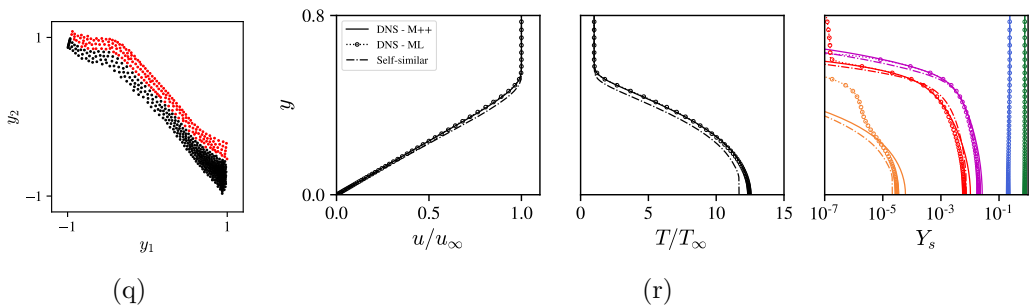 1
y₂
−1
−1
1
y₁
(q)
0.8
y
0.0
DNS - M++
DNS - ML
Self-similar
0.0
0.5
1.0
u/u∞
0
5
10
15
T/T∞
10⁻⁷
10⁻⁵
10⁻³
10⁻¹
Yₛ
(r)